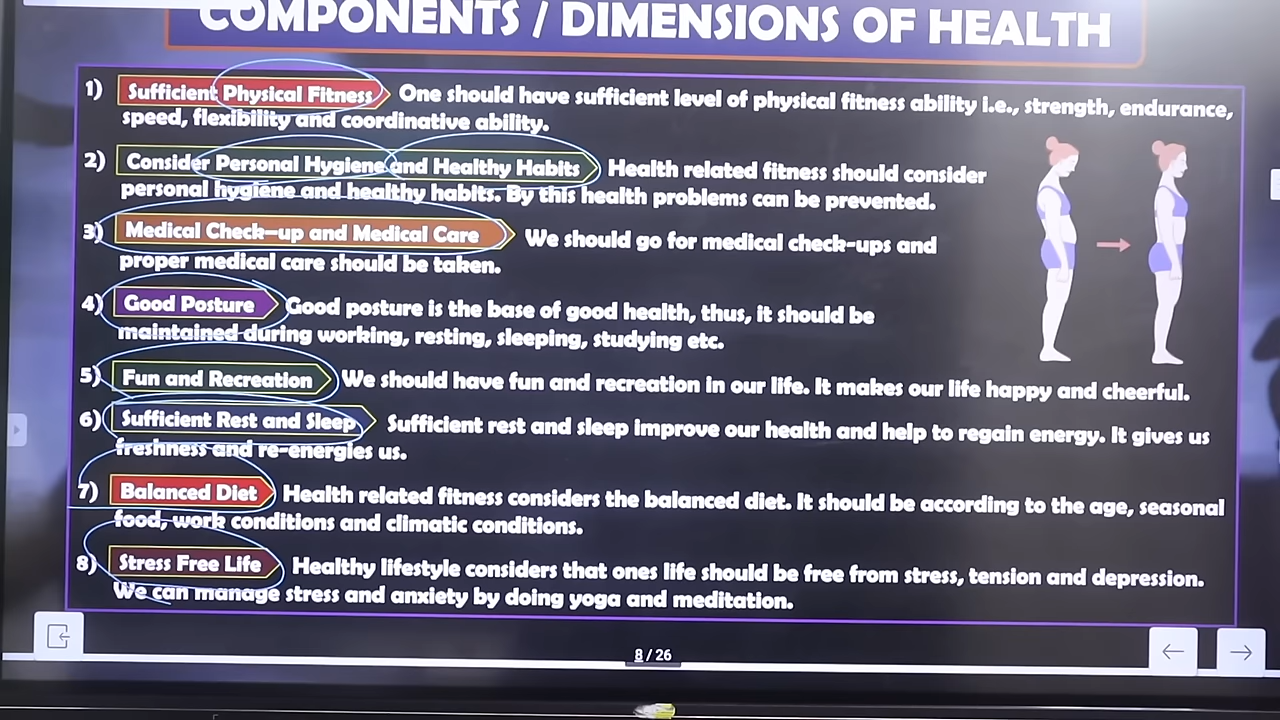 COMPONENTS / DIMENSIONS OF HEALTH
1) Sufficient Physical Fitness One should have sufficient level of physical fitness ability i.e., strength, endurance,
speed, flexibility and coordinative ability.
2) Consider Personal Hygiene and Healthy Habits Health related fitness should consider
personal hygiene and healthy habits. By this health problems can be prevented.
3) Medical Check-up and Medical Care We should go for medical check-ups and
proper medical care should be taken.
4) Good Posture Good posture is the base of good health, thus, it should be
maintained during working, resting, sleeping, studying etc.
5) Fun and Recreation We should have fun and recreation in our life. It makes our life happy and cheerful.
6) Sufficient Rest and Sleep Sufficient rest and sleep improve our health and help to regain energy. It gives us
freshness and re-energies us.
7) Balanced Diet Health related fitness considers the balanced diet. It should be according to the age, seasonal
food, work conditions and climatic conditions.
8) Stress Free Life Healthy lifestyle considers that ones life should be free from stress, tension and depression.
We can manage stress and anxiety by doing yoga and meditation.
8 / 26